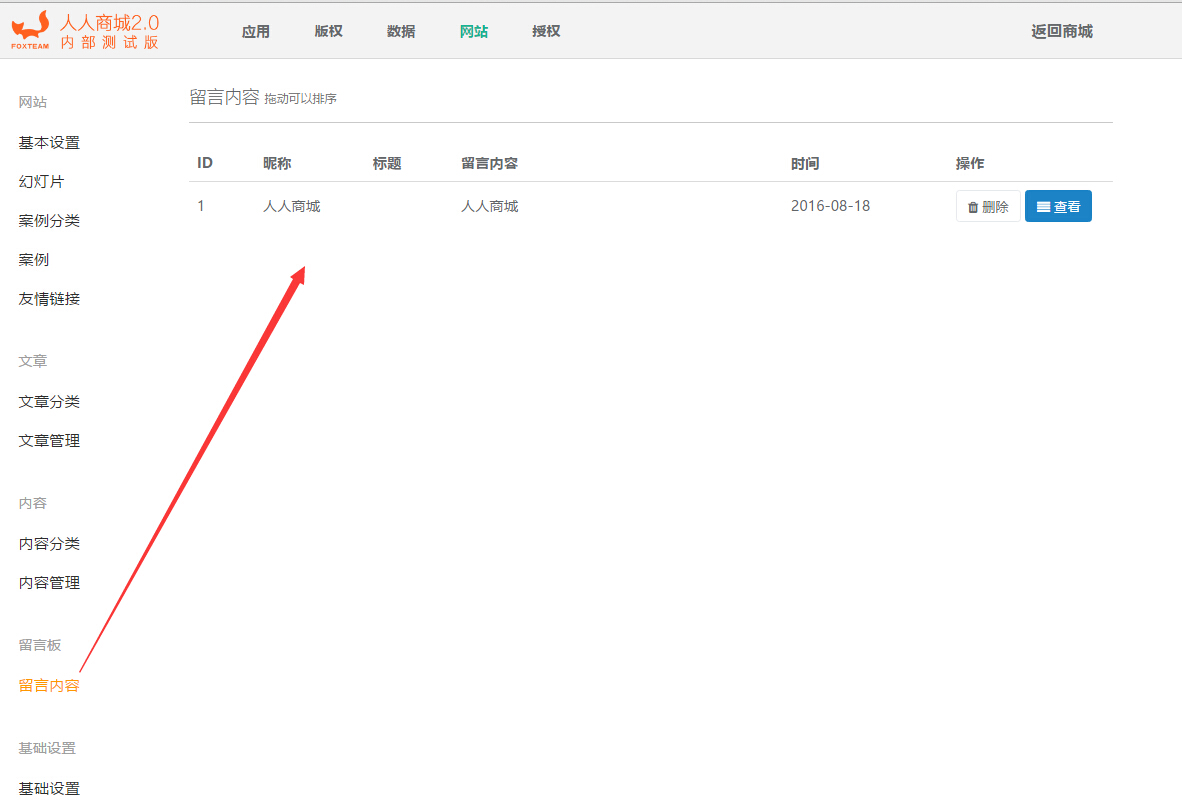 人人商城2.0
内部测试版
FOXTEAM
应用 版权 数据 网站 授权 返回商城
网站
基本设置
幻灯片
案例分类
案例
友情链接
文章
文章分类
文章管理
内容
内容分类
内容管理
留言板
留言内容
基础设置
基础设置
留言内容 拖动可以排序
ID 昵称 标题 留言内容 时间 操作
1 人人商城 人人商城 2016-08-18 删除 查看